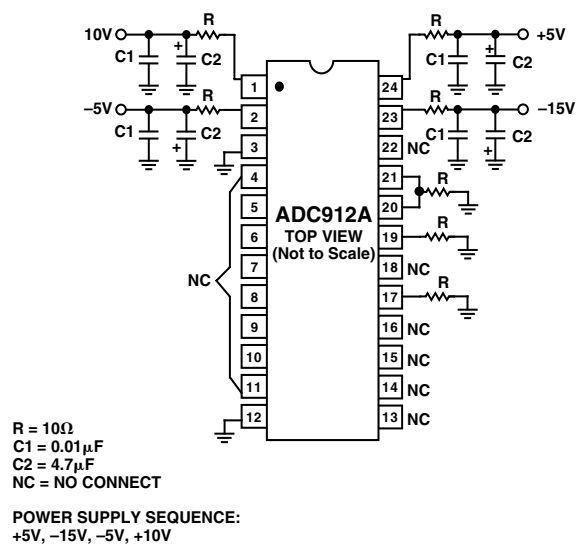 10V
R
C1
C2
+
R
+5V
C1
C2
+
–5V
R
C1
C2
+
R
–15V
C1
C2
+
1
2
3
4
5
6
7
8
9
10
11
12
24
23
22
21
20
19
18
17
16
15
14
13
NC
NC
R
R
NC
R
NC
NC
NC
NC
ADC912A
TOP VIEW
(Not to Scale)
R = 10Ω
C1 = 0.01μF
C2 = 4.7μF
NC = NO CONNECT
POWER SUPPLY SEQUENCE:
+5V, –15V, –5V, +10V